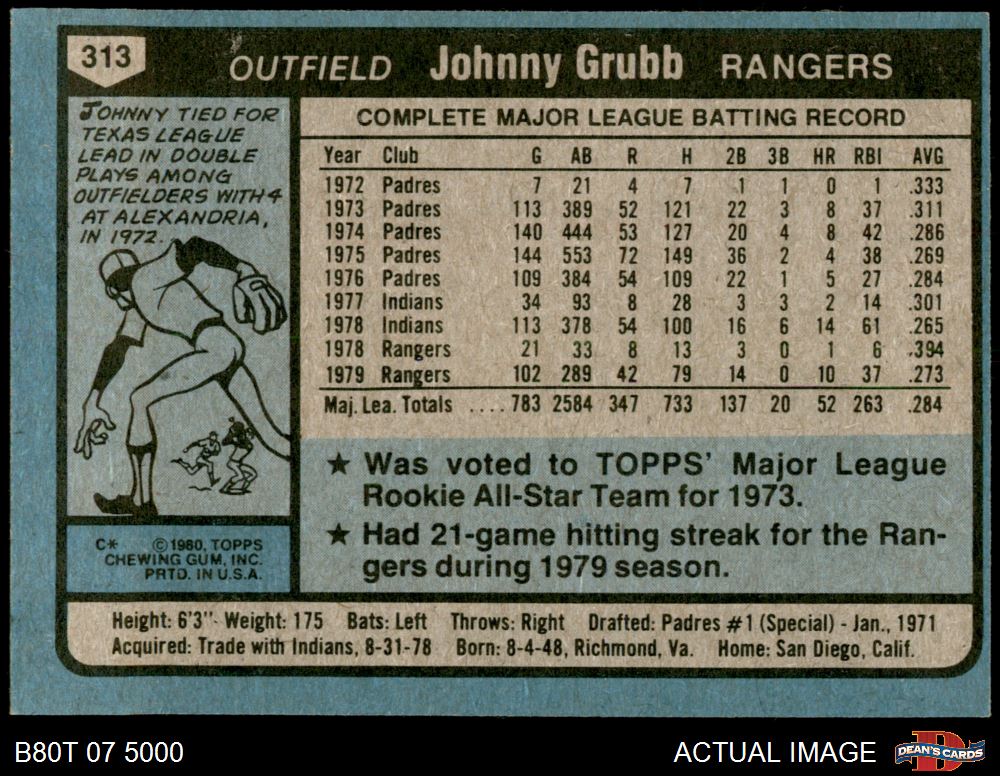 313
OUTFIELD Johnny Grubb RANGERS
JOHNNY TIED FOR
TEXAS LEAGUE
LEAD IN DOUBLE
PLAYS AMONG
OUTFIELDERS WITH 4
AT ALEXANDRIA,
IN 1972.
C* ©1980, TOPPS
CHEWING GUM, INC.
PRTD. IN U.S.A.
COMPLETE MAJOR LEAGUE BATTING RECORD
Year Club G AB R H 2B 3B HR RBI AVG
1972 Padres 7 21 4 7 1 1 0 1 .333
1973 Padres 113 389 52 121 22 3 8 37 .311
1974 Padres 140 444 53 127 20 4 8 42 .286
1975 Padres 144 553 72 149 36 2 4 38 .269
1976 Padres 109 384 54 109 22 1 5 27 .284
1977 Indians 34 93 8 28 3 3 2 14 .301
1978 Indians 113 378 54 100 16 6 14 61 .265
1978 Rangers 21 33 8 13 3 0 1 6 .394
1979 Rangers 102 289 42 79 14 0 10 37 .273
Maj. Lea. Totals .... 783 2584 347 733 137 20 52 263 .284
★ Was voted to TOPPS' Major League
Rookie All-Star Team for 1973.
★ Had 21-game hitting streak for the Ran-
gers during 1979 season.
Height: 6'3" Weight: 175 Bats: Left Throws: Right Drafted: Padres #1 (Special) - Jan., 1971
Acquired: Trade with Indians, 8-31-78 Born: 8-4-48, Richmond, Va. Home: San Diego, Calif.
B80T 07 5000
ACTUAL IMAGE
DEAN'S CARDS